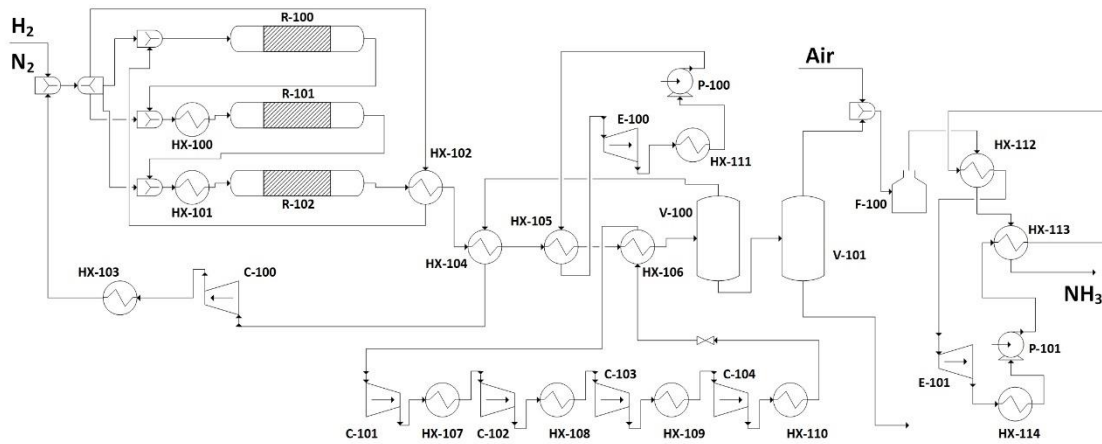 H2
R-100
N2
Air
P-100
R-101
E-100
HX-100
HX-102
HX-111
HX-112
R-102
V-100
F-100
HX-105
HX-101
HX-113
HX-104
HX-106
V-101
HX-103
C-100
NH3
P-101
C-103
C-104
E-101
C-101
HX-107
C-102
HX-108
HX-109
HX-110
HX-114